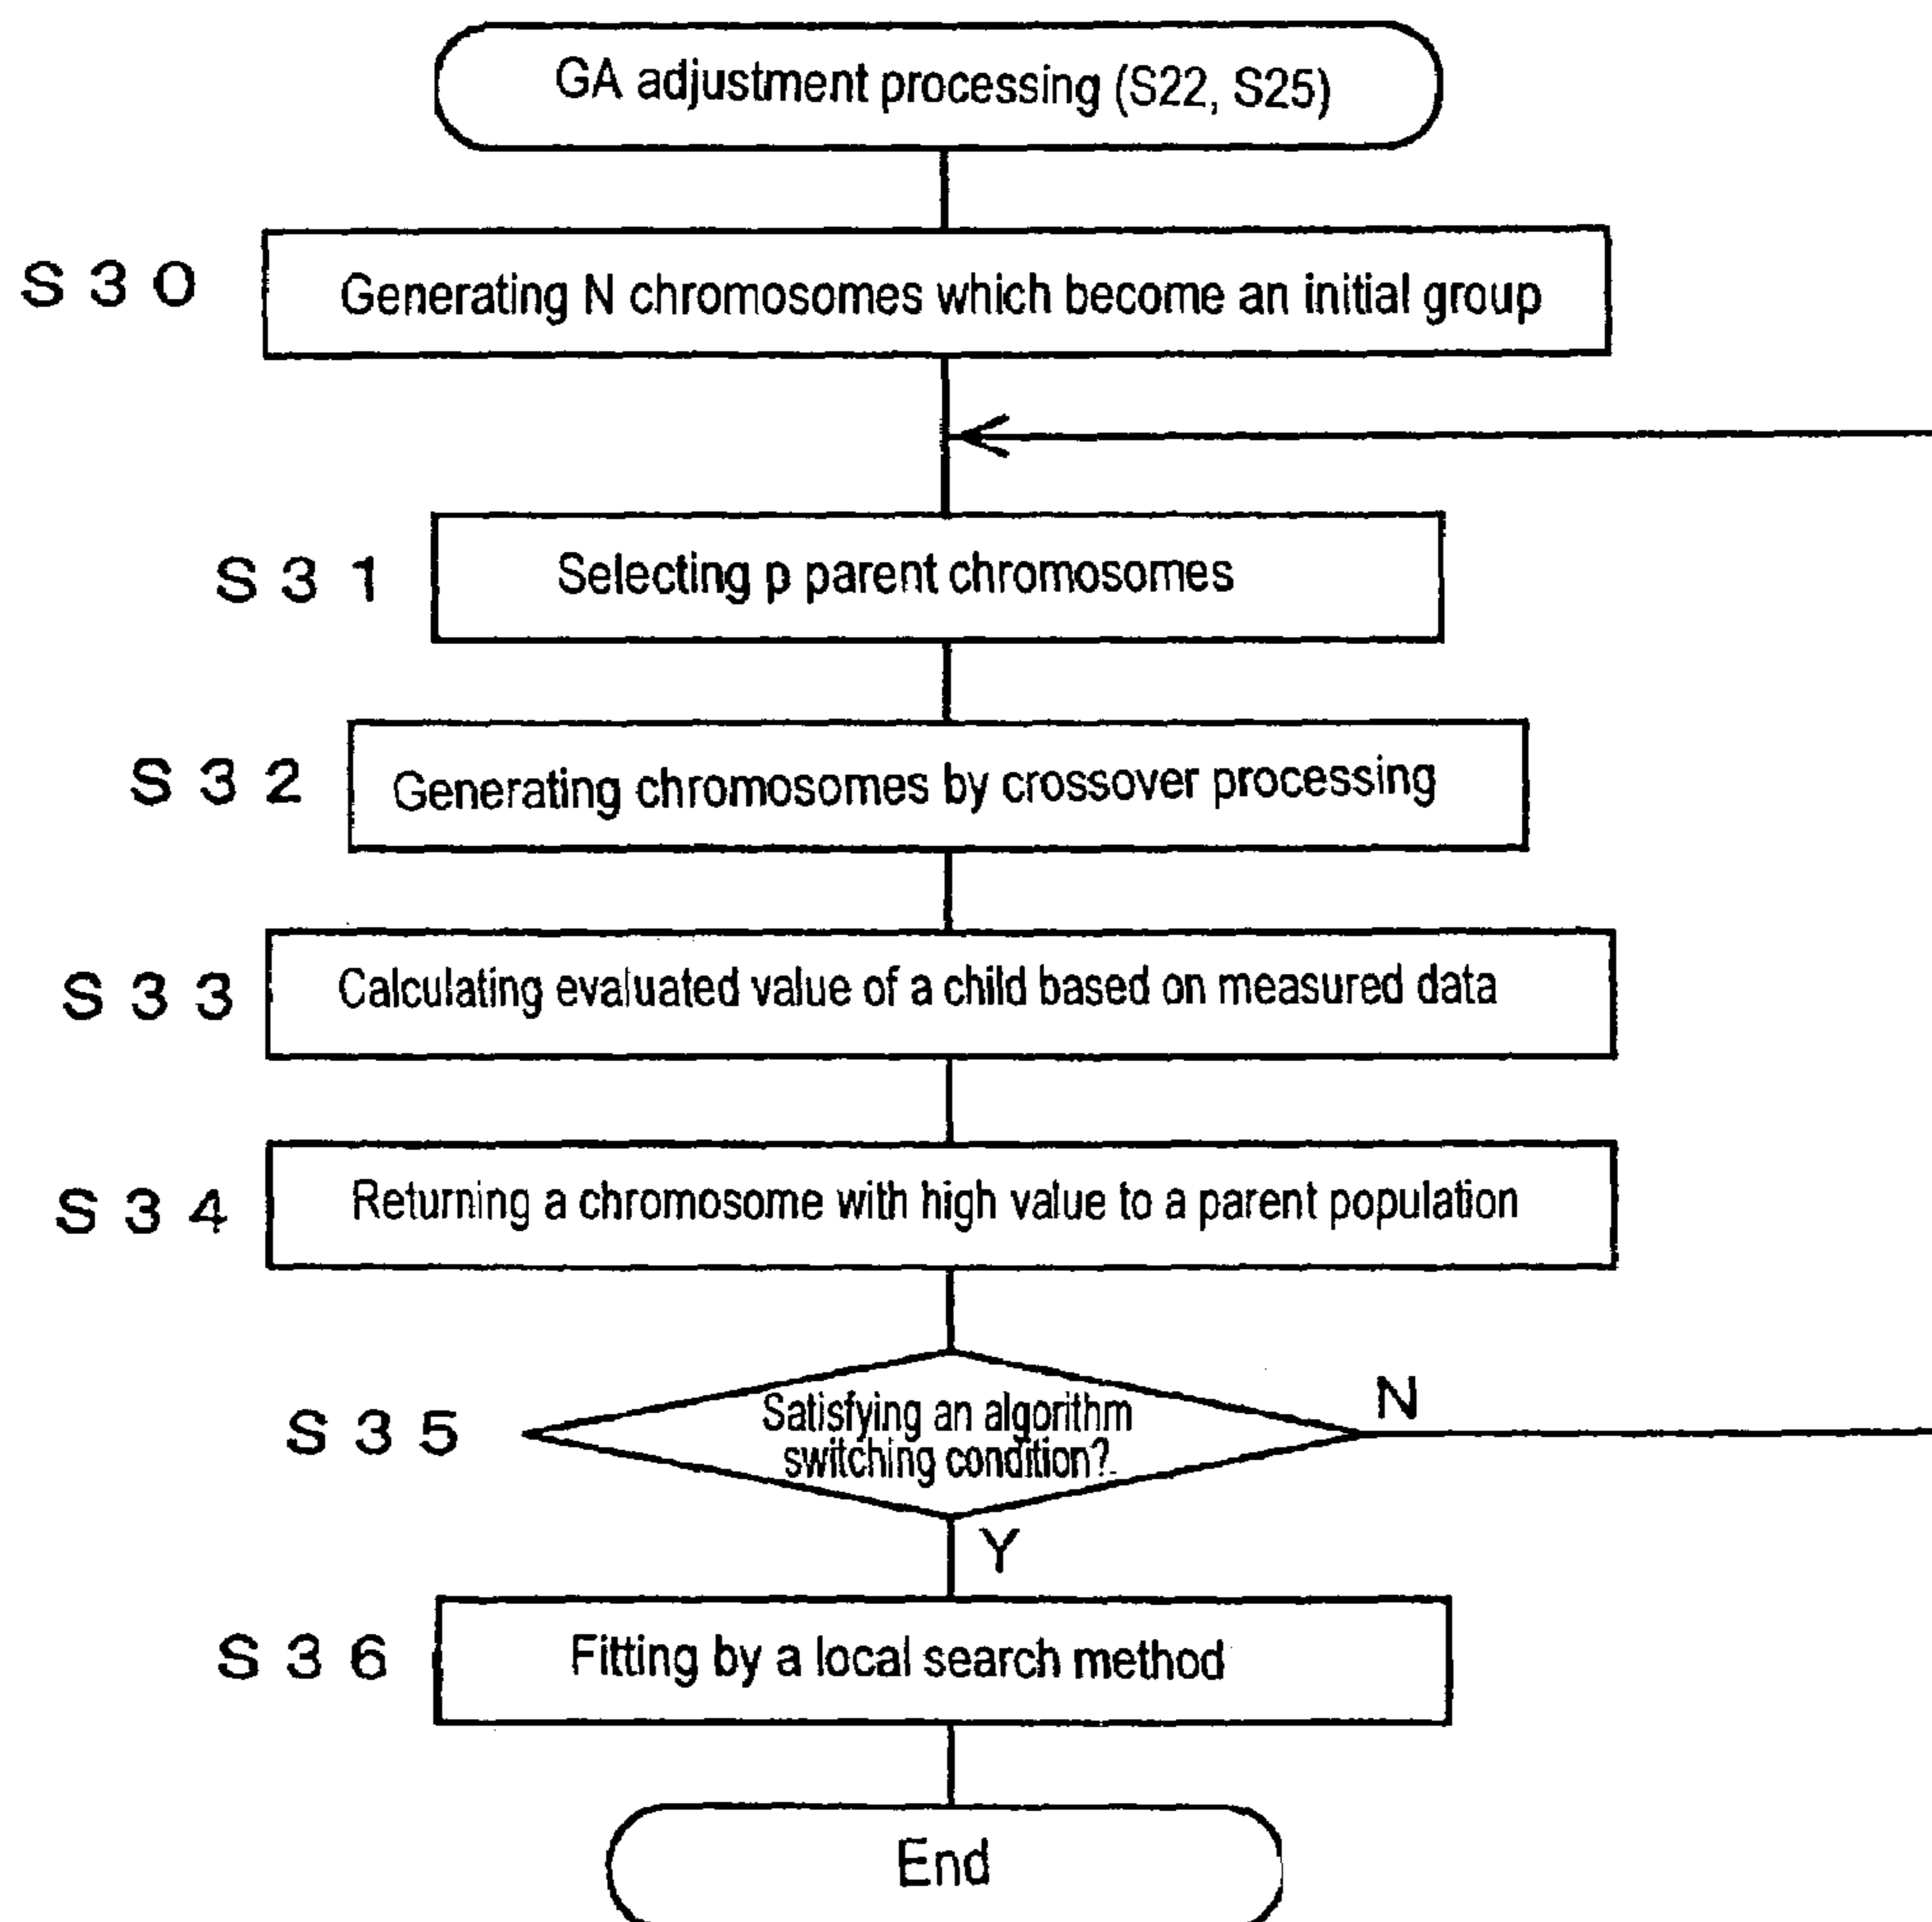 GA adjustment processing (S22, S25)
S30
Generating N chromosomes which become an initial group
S31
Selecting p parent chromosomes
S32
Generating chromosomes by crossover processing
S33
Calculating evaluated value of a child based on measured data
S34
Returning a chromosome with high value to a parent population
S35
Satisfying an algorithm
switching condition?
N
Y
S36
Fitting by a local search method
End